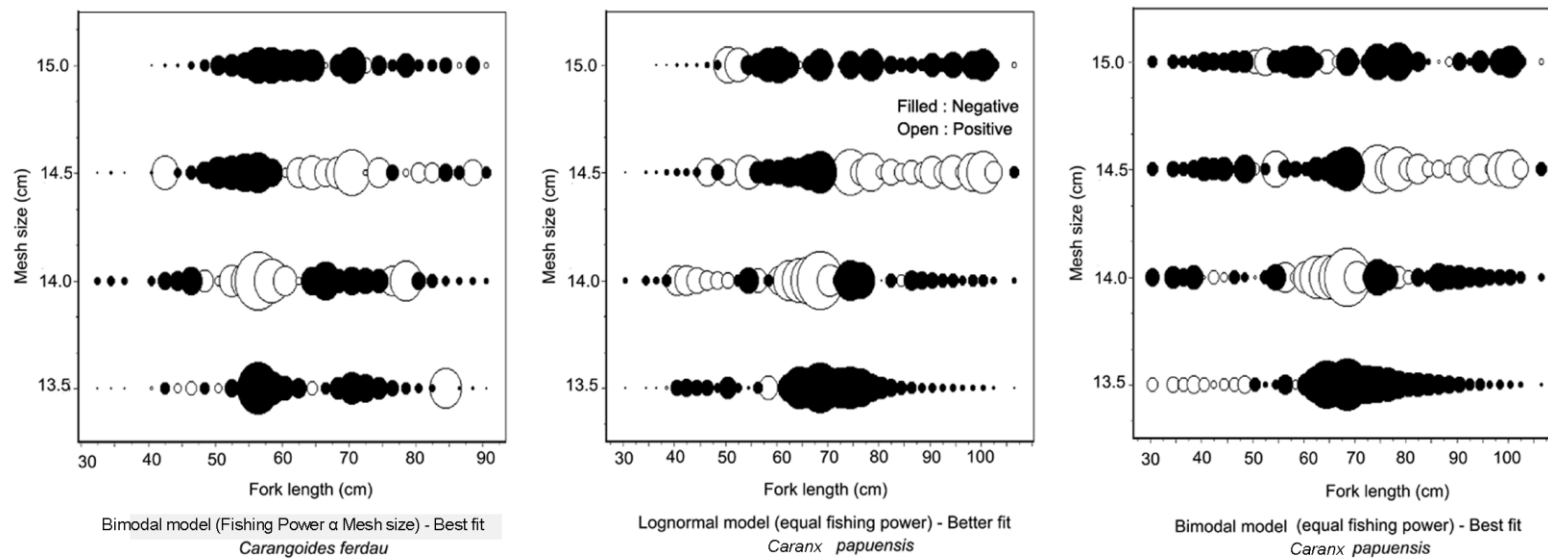 15.0
14.5
14.0
13.5
Mesh size (cm)
30 40 50 60 70 80 90
Fork length (cm)
Bimodal model (Fishing Power α Mesh size) - Best fit
Carangoides ferdau
15.0
14.5
14.0
13.5
Mesh size (cm)
Filled : Negative
Open : Positive
30 40 50 60 70 80 90 100
Fork length (cm)
Lognormal model (equal fishing power) - Better fit
Caranx papuensis
15.0
14.5
14.0
13.5
Mesh size (cm)
30 40 50 60 70 80 90 100
Fork length (cm)
Bimodal model (equal fishing power) - Best fit
Caranx papuensis